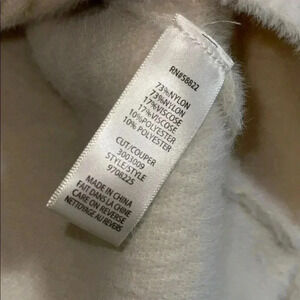 RN#58822
73%NYLON
73%NYLON
17%VISCOSE
17%VISCOSE
10%POLYESTER
10% POLYESTER
CUT/COUPER
3003009
STYLE/STYLE
9708225
MADE IN CHINA
FAIT DANS LA CHINE
CARE ON REVERSE
NETTOYAGE AU REVERS